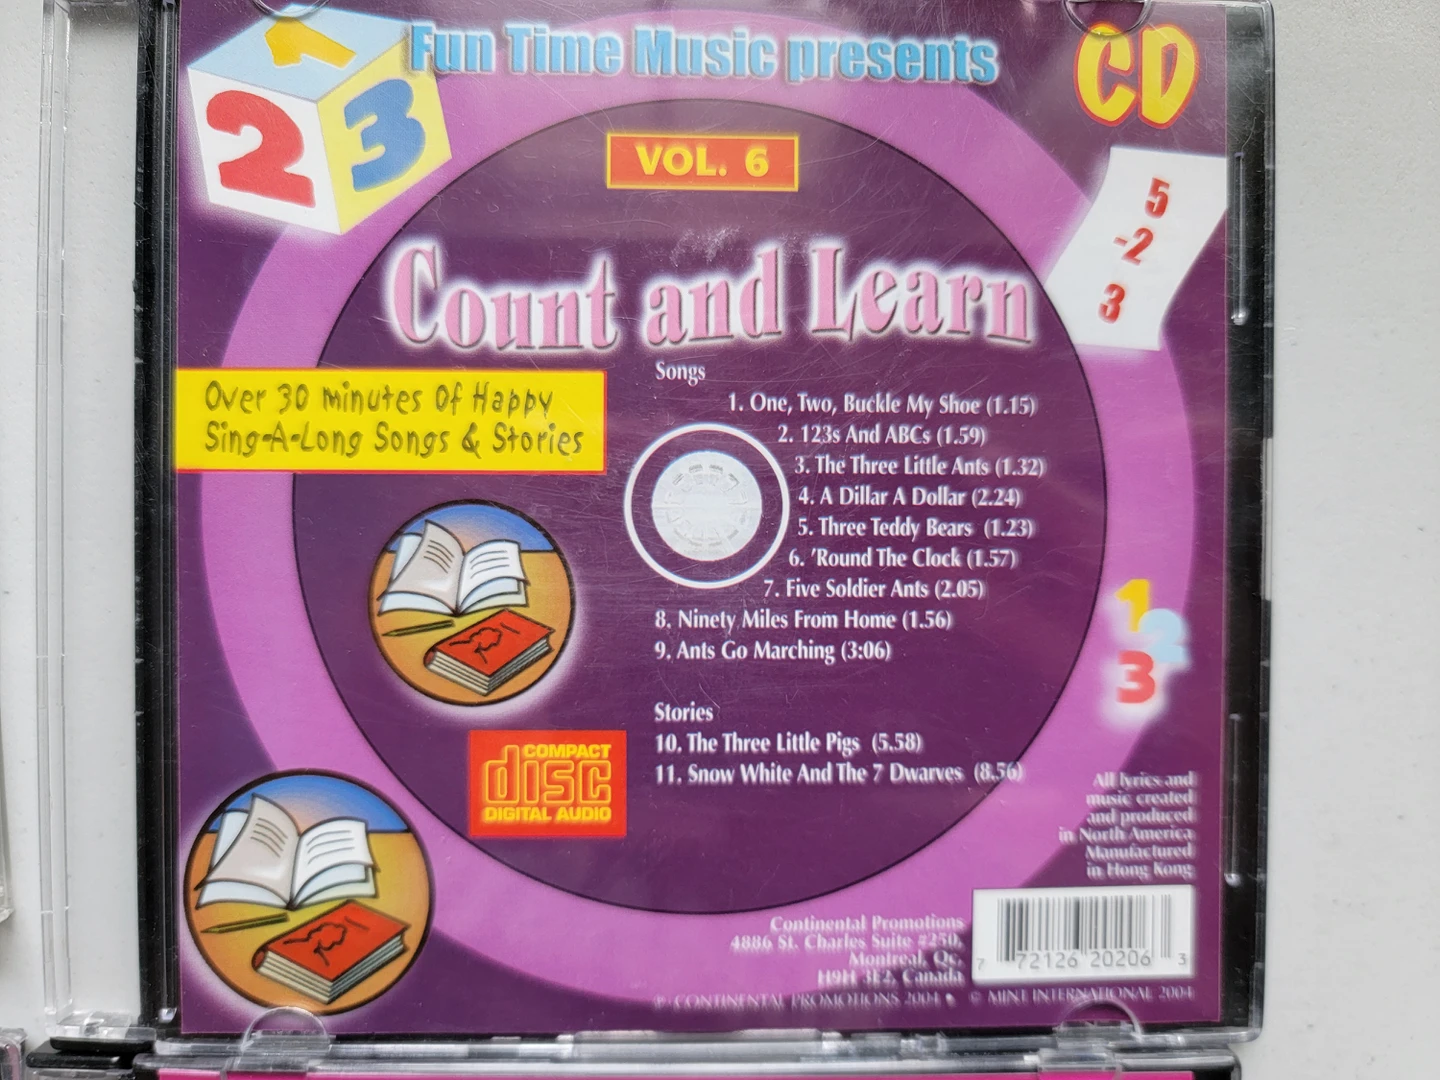 1
2
3
Fun Time Music presents
CD
VOL. 6
5
-2
3
Count and Learn
Over 30 minutes Of Happy
Sing-A-Long Songs & Stories
Songs
1. One, Two, Buckle My Shoe (1.15)
2. 123s And ABCs (1.59)
3. The Three Little Ants (1.32)
4. A Dillar A Dollar (2.24)
5. Three Teddy Bears (1.23)
6. 'Round The Clock (1.57)
7. Five Soldier Ants (2.05)
8. Ninety Miles From Home (1.56)
9. Ants Go Marching (3:06)
1
2
3
Stories
10. The Three Little Pigs (5.58)
11. Snow White And The 7 Dwarves (8.56)
COMPACT
disc
DIGITAL AUDIO
All lyrics and
music created
and produced
in North America
Manufactured
in Hong Kong
Continental Promotions
4886 St. Charles Suite #250,
Montreal, Qc,
H9H 3E2, Canada
7 72126 20206 3
℗ CONTINENTAL PROMOTIONS 2004 • © MINT INTERNATIONAL 2004